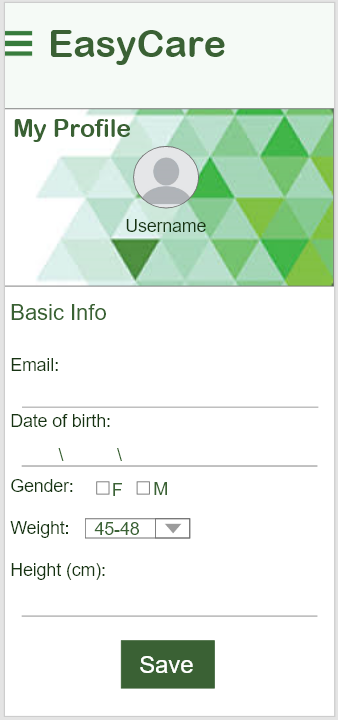 EasyCare
My Profile
Username
Basic Info
Email:
Date of birth:
\ \
Gender: F M
Weight: 45-48
Height (cm):
Save